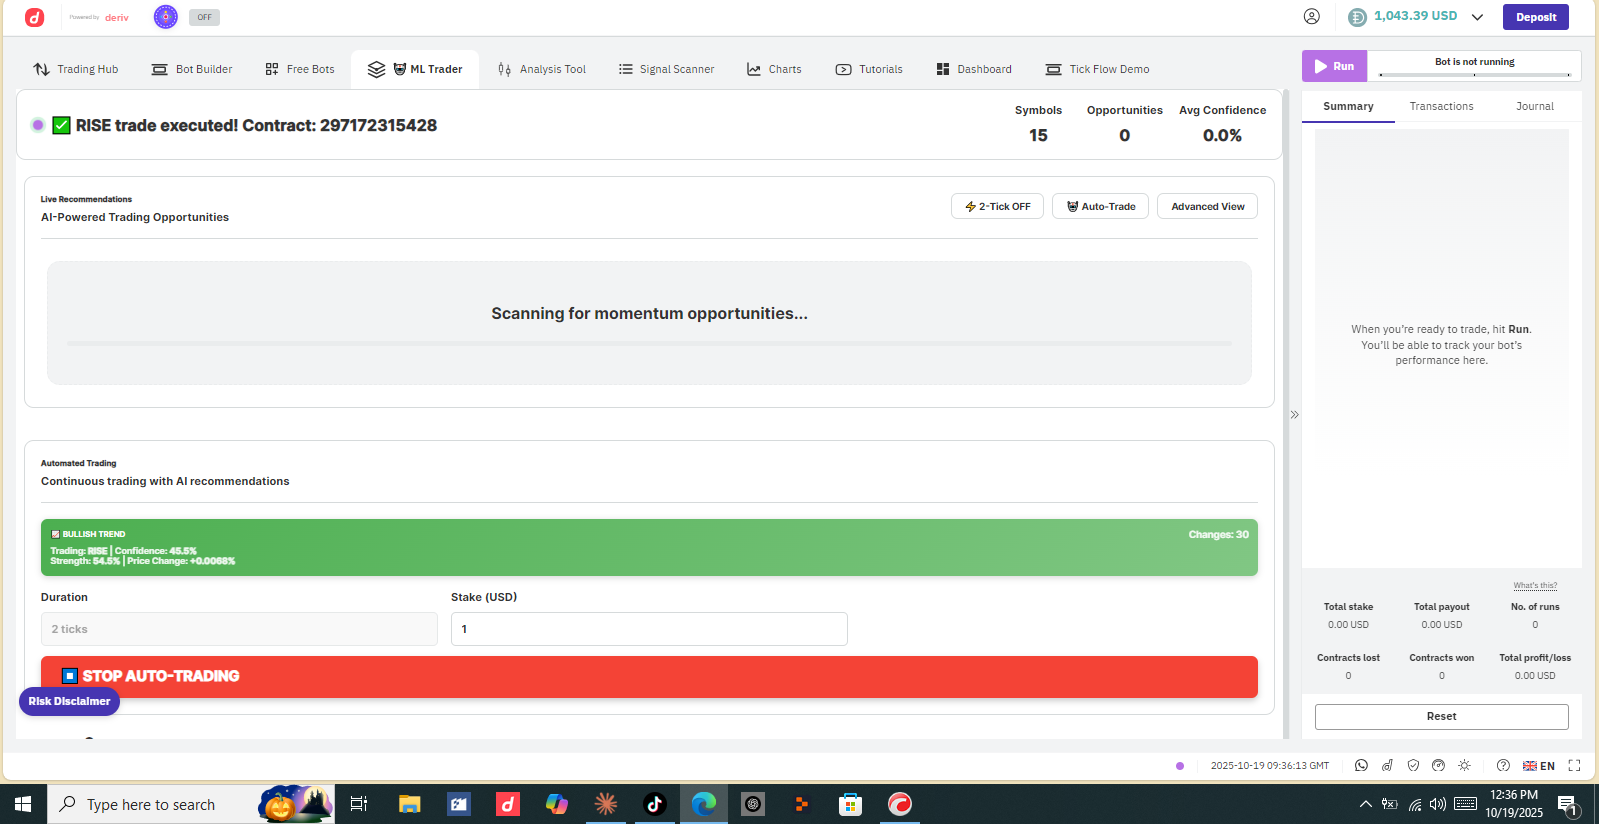 Powered by deriv
OFF
1,043.39 USD
Deposit
Trading Hub
Bot Builder
Free Bots
ML Trader
Analysis Tool
Signal Scanner
Charts
Tutorials
Dashboard
Tick Flow Demo
Run
Bot is not running
RISE trade executed! Contract: 297172315428
Symbols
15
Opportunities
0
Avg Confidence
0.0%
Summary
Transactions
Journal
Live Recommendations
AI-Powered Trading Opportunities
2-Tick OFF
Auto-Trade
Advanced View
Scanning for momentum opportunities...
When you're ready to trade, hit Run.
You'll be able to track your bot's
performance here.
Automated Trading
Continuous trading with AI recommendations
BULLISH TREND
Changes: 30
Trading: RISE | Confidence: 45.5%
Strength: 54.5% | Price Change: +0.0068%
Duration
2 ticks
Stake (USD)
1
STOP AUTO-TRADING
Risk Disclaimer
What's this?
Total stake
0.00 USD
Total payout
0.00 USD
No. of runs
0
Contracts lost
0
Contracts won
0
Total profit/loss
0.00 USD
Reset
2025-10-19 09:36:13 GMT
EN
Type here to search
12:36 PM
10/19/2025
1